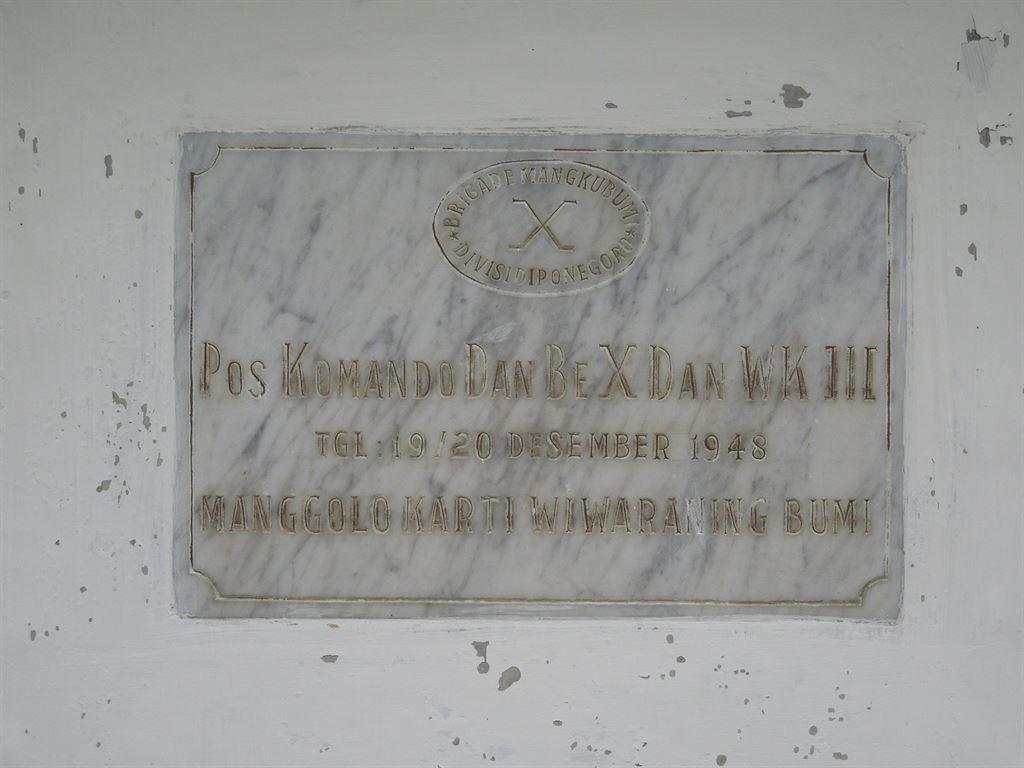 BRIGADE MANGKUBUMI
X
★ DIVISI DIPONEGORO ★
POS KOMANDO DAN BE X DAN WK III
TGL : 19/20 DESEMBER 1948
MANGGOLO KARTI WIWARANING BUMI